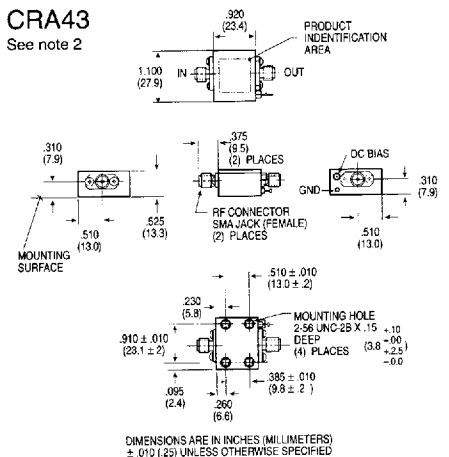 CRA43
See note 2
.920
(23.4)
PRODUCT
INDENTIFICATION
AREA
1.100
(27.9)
IN
OUT
.375
(9.5)
(2) PLACES
.310
(7.9)
DC BIAS
GND
.310
(7.9)
.510
(13.0)
.525
(13.3)
RF CONNECTOR
SMA JACK (FEMALE)
(2) PLACES
.510
(13.0)
MOUNTING
SURFACE
.510 ± .010
(13.0 ± .2)
.230
(5.8)
MOUNTING HOLE
2-56 UNC-2B X .15 +.10
-.00
DEEP
(4) PLACES
(3.8 +2.5
-0.0
.910 ± .010
(23.1 ± 2)
.385 ± .010
(9.8 ± .2 )
.095
(2.4)
.260
(6.6)
DIMENSIONS ARE IN INCHES (MILLIMETERS)
± .010 (.25) UNLESS OTHERWISE SPECIFIED